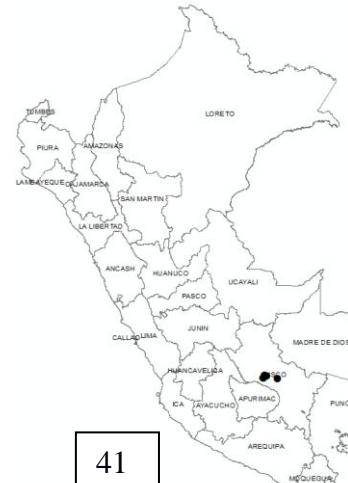 TUMBES
LORETO
PIURA
AMAZONAS
LAMBAYEQUE
CAJAMARCA
SAN MARTIN
LA LIBERTAD
ANCASH
HUANUCO
UCAYALI
PASCO
JUNIN
CALLAO
LIMA
MADRE DE DIOS
HUANCAVELICA
ICA
AYACUCHO
APURIMAC
PUNO
AREQUIPA
MOQUEGUA
41